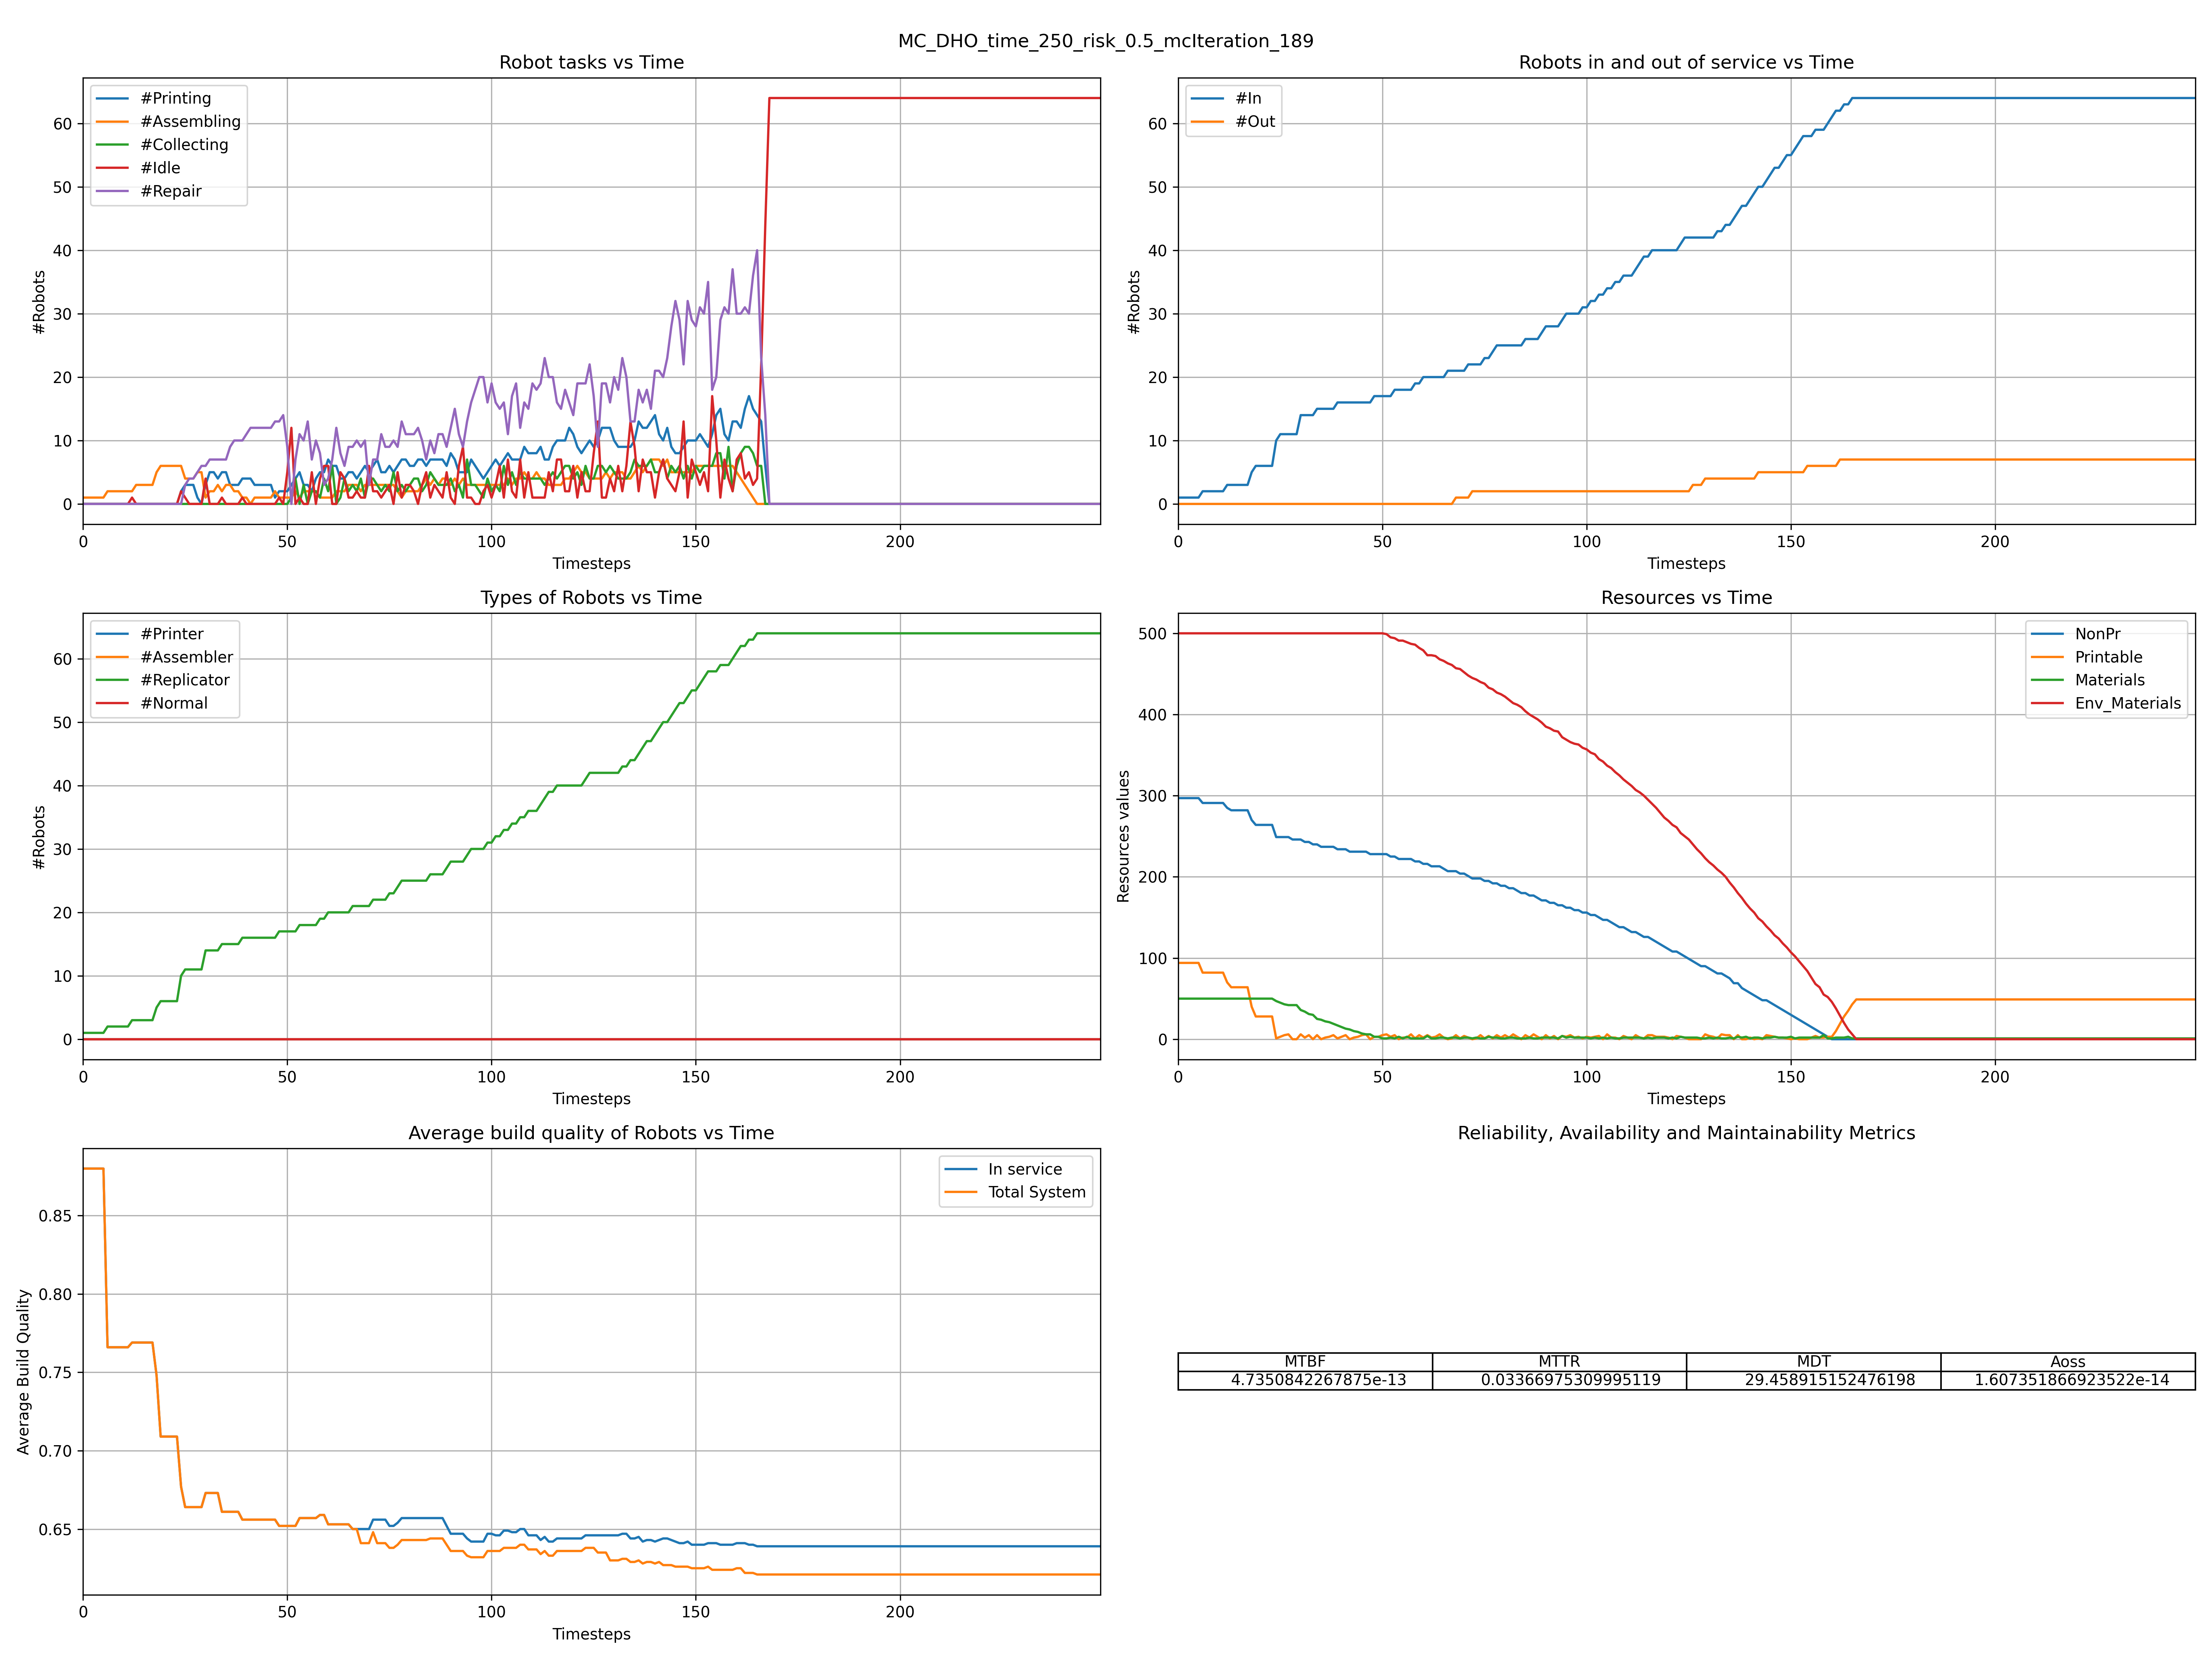 MC_DHO_time_250_risk_0.5_mcIteration_189
Robot tasks vs Time
#Printing
#Assembling
#Collecting
#Idle
#Repair
#Robots
60
50
40
30
20
10
0
0 50 100 150 200
Timesteps
Robots in and out of service vs Time
#In
#Out
#Robots
60
50
40
30
20
10
0
0 50 100 150 200
Timesteps
Types of Robots vs Time
#Printer
#Assembler
#Replicator
#Normal
#Robots
60
50
40
30
20
10
0
0 50 100 150 200
Timesteps
Resources vs Time
NonPr
Printable
Materials
Env_Materials
Resources values
500
400
300
200
100
0
0 50 100 150 200
Timesteps
Average build quality of Robots vs Time
In service
Total System
Average Build Quality
0.85
0.80
0.75
0.70
0.65
0 50 100 150 200
Timesteps
Reliability, Availability and Maintainability Metrics
MTBF MTTR MDT Aoss
4.7350842267875e-13 0.03366975309995119 29.458915152476198 1.607351866923522e-14